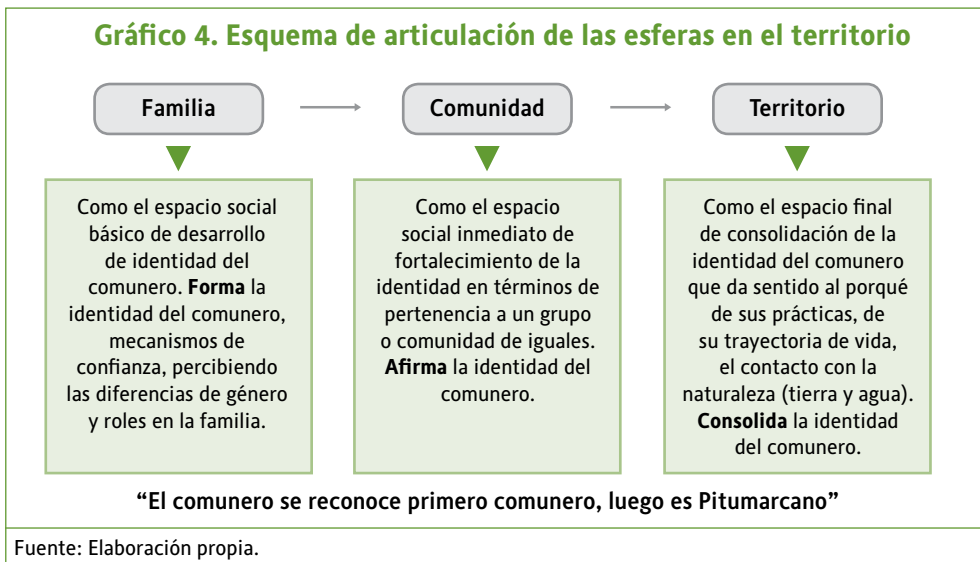 Gráfico 4. Esquema de articulación de las esferas en el territorio
Familia
Comunidad
Territorio
Como el espacio social
básico de desarrollo
de identidad del
comunero. Forma la
identidad del comunero,
mecanismos de
confianza, percibiendo
las diferencias de género
y roles en la familia.
Como el espacio
social inmediato de
fortalecimiento de la
identidad en términos de
pertenencia a un grupo
o comunidad de iguales.
Afirma la identidad del
comunero.
Como el espacio final
de consolidación de la
identidad del comunero
que da sentido al porqué
de sus prácticas, de
su trayectoria de vida,
el contacto con la
naturaleza (tierra y agua).
Consolida la identidad
del comunero.
“El comunero se reconoce primero comunero, luego es Pitumarcano”
Fuente: Elaboración propia.